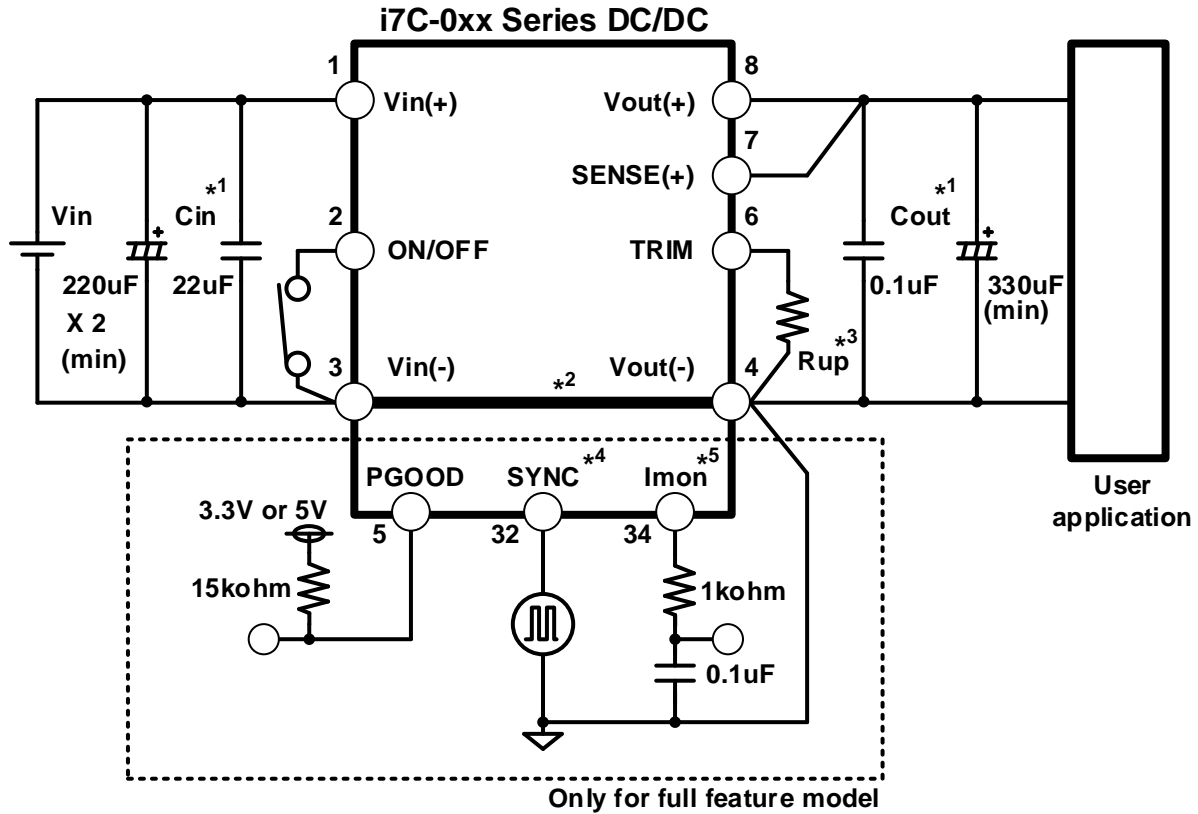 i7C-0xx Series DC/DC
1
8
Vin(+)
Vout(+)
7
SENSE(+)
*1
*1
Vin
Cin
2
6
Cout
ON/OFF
TRIM
220uF
X 2
(min)
22uF
0.1uF
330uF
(min)
3
Vin(-)
*2
Vout(-)
4
Rup*3
PGOOD
SYNC*4
Imon*5
User
application
3.3V or 5V
5
32
34
15kohm
1kohm
0.1uF
Only for full feature model